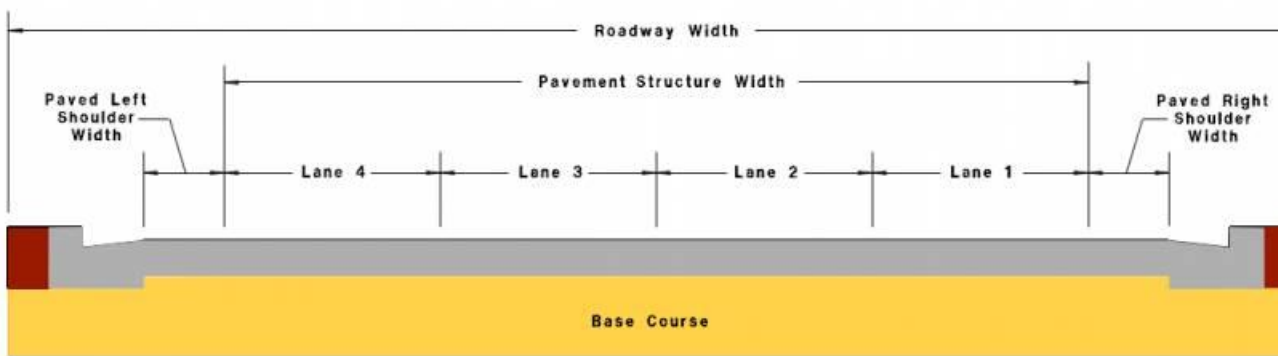 Roadway Width
Pavement Structure Width
Paved Left
Shoulder
Width
Paved Right
Shoulder
Width
Lane 4
Lane 3
Lane 2
Lane 1
Base Course